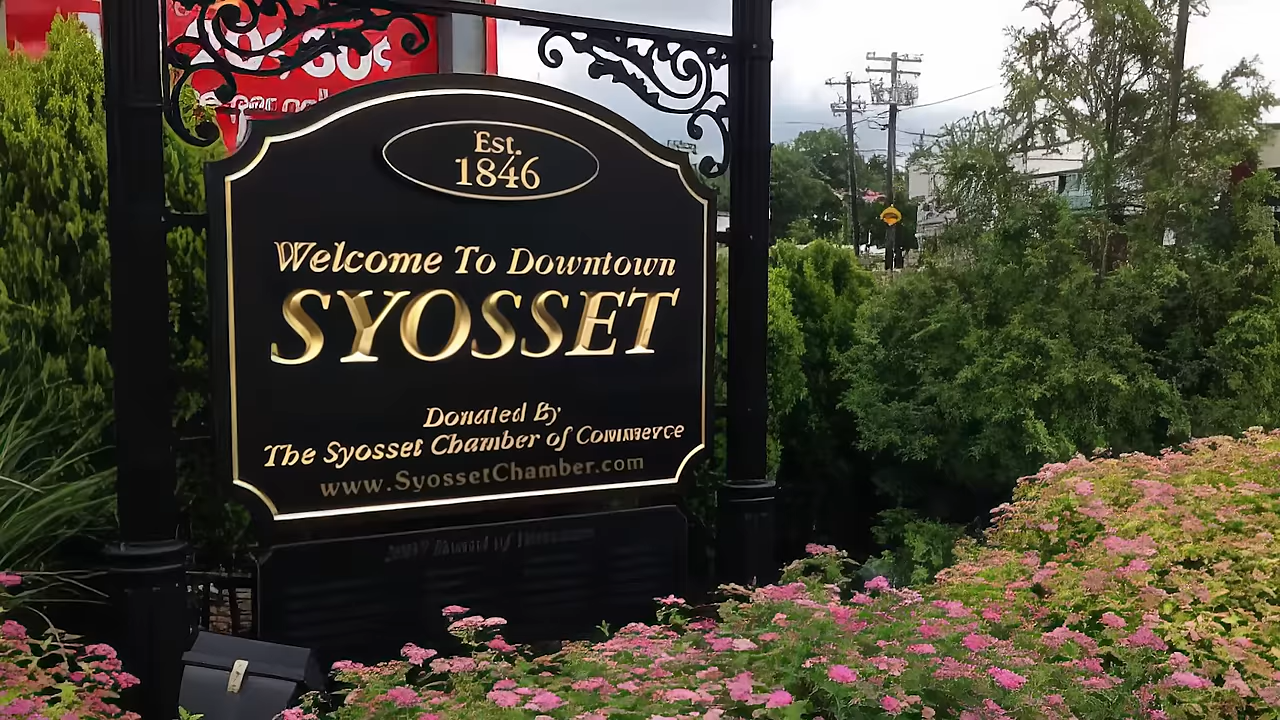 Est.
1846
Welcome To Downtown
SYOSSET
Donated By
The Syosset Chamber of Commerce
www.SyossetChamber.com